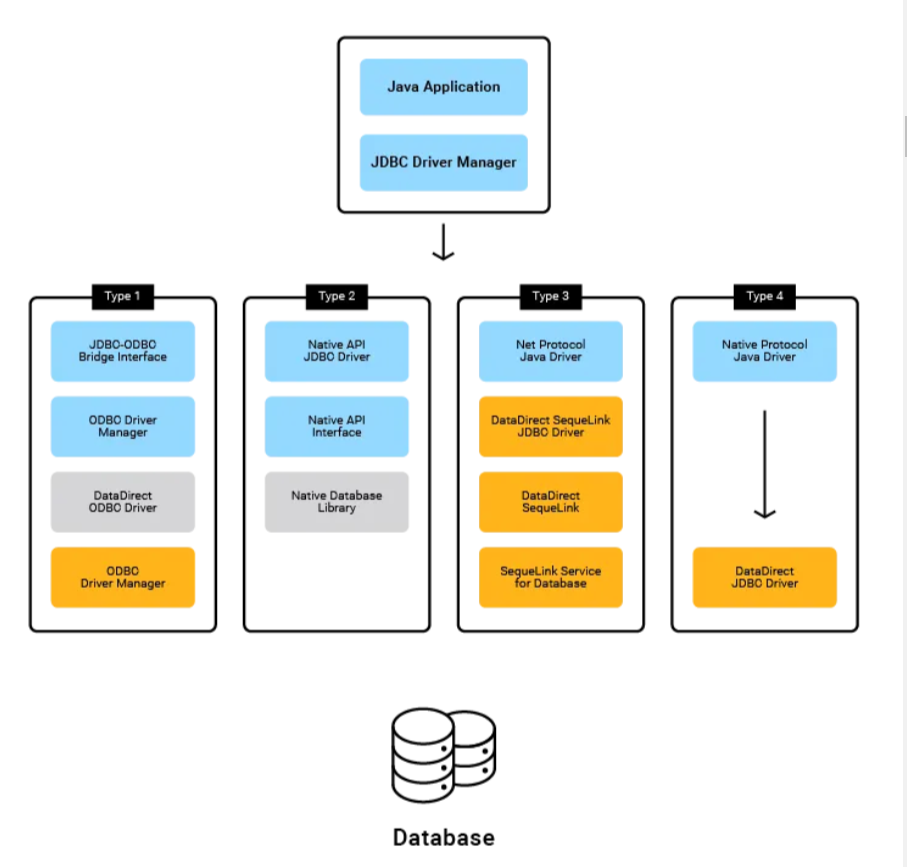 Java Application
JDBC Driver Manager
Type 1
JDBC-ODBC
Bridge Interface
ODBC Driver
Manager
DataDirect
ODBC Driver
ODBC
Driver Manager
Type 2
Native API
JDBC Driver
Native API
Interface
Native Database
Library
Type 3
Net Protocol
Java Driver
DataDirect SequeLink
JDBC Driver
DataDirect
SequeLink
SequeLink Service
for Database
Type 4
Native Protocol
Java Driver
DataDirect
JDBC Driver
Database